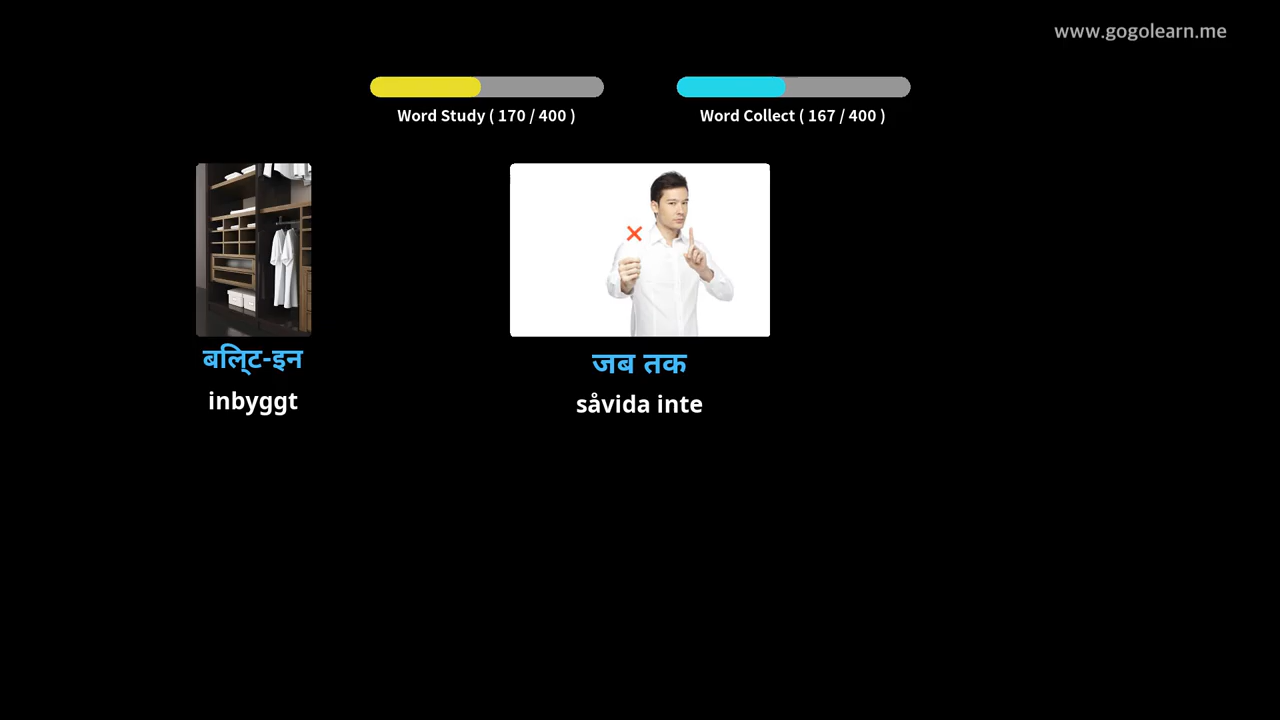 www.gogolearn.me
Word Study ( 170 / 400 )
Word Collect ( 167 / 400 )
बल्टि-इन
inbyggt
जब तक
såvida inte